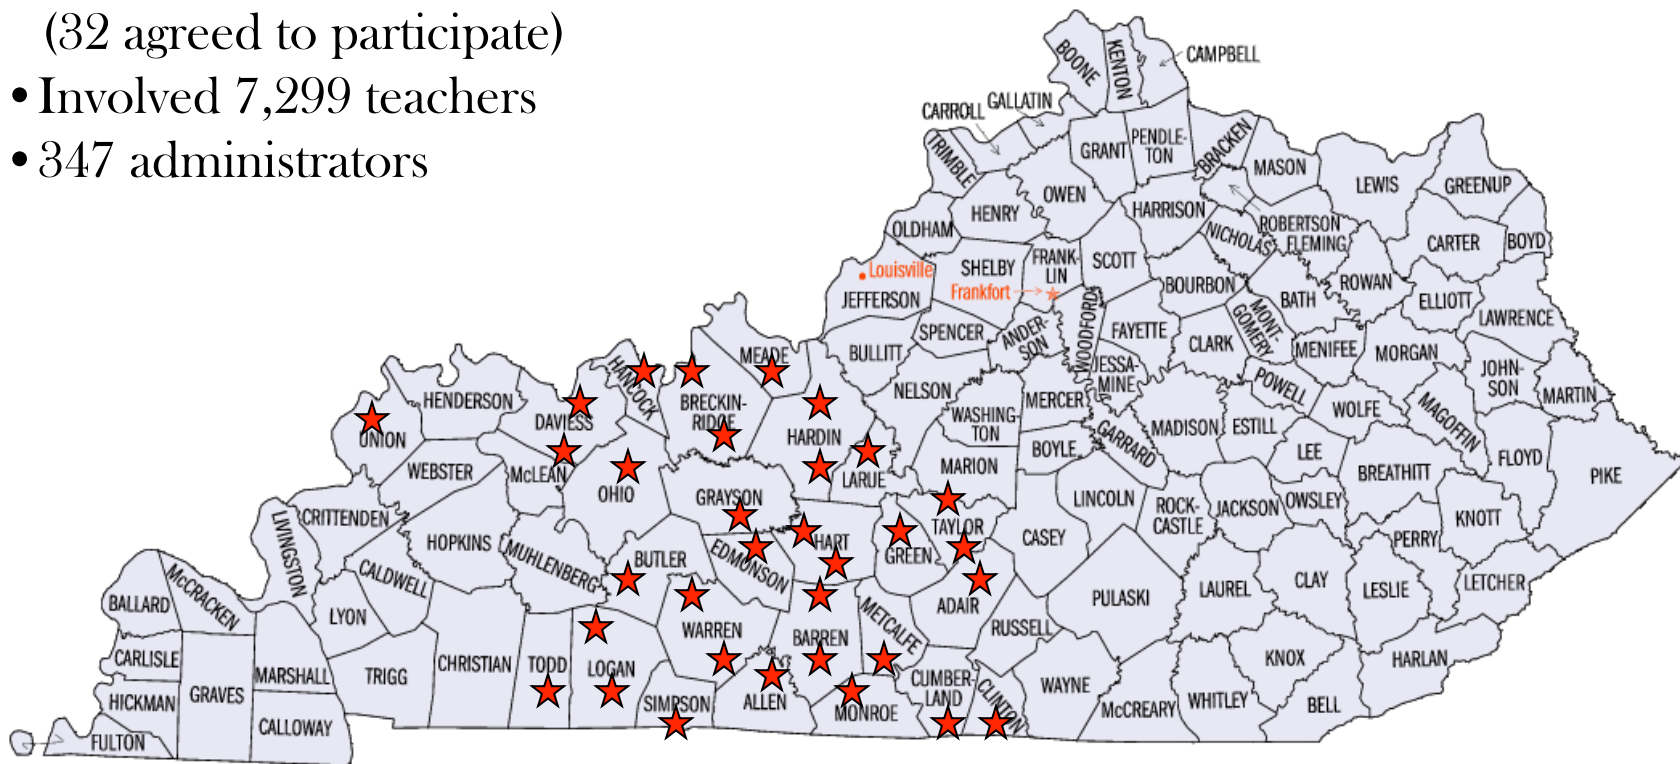 (32 agreed to participate)
• Involved 7,299 teachers
• 347 administrators
BOONE
KENTON
CAMPBELL
CARROLL
GALLATIN
TRIMBLE
GRANT
PENDLE-
TON
BRACKEN
MASON
LEWIS
GREENUP
OWEN
HENRY
HARRISON
OLDHAM
ROBERTSON
NICHOLAS
FLEMING
CARTER
BOYD
Louisville
SHELBY
FRANK-
LIN
SCOTT
Frankfort
JEFFERSON
BOURBON
BATH
ROWAN
ELLIOTT
LAWRENCE
SPENCER
ANDER-
SON
WOODFORD
FAYETTE
CLARK
MONT-
GOMERY
MENIFEE
MORGAN
BULLITT
MEADE
HANCOCK
JESSA-
MINE
JOHN-
SON
MARTIN
NELSON
MERCER
POWELL
WOLFE
MAGOFFIN
HENDERSON
DAVIESS
BRECKIN-
RIDGE
WASHING-
TON
UNION
HARDIN
BOYLE
GARRARD
MADISON
ESTILL
LEE
WEBSTER
McLEAN
OHIO
GRAYSON
LARUE
MARION
LINCOLN
ROCK-
CASTLE
JACKSON
OWSLEY
BREATHITT
FLOYD
PIKE
LIVINGSTON
CRITTENDEN
HOPKINS
MUHLENBERG
BUTLER
EDMONSON
HART
GREEN
TAYLOR
CASEY
PERRY
KNOTT
BALLARD
McCRACKEN
CALDWELL
LYON
WARREN
BARREN
METCALFE
ADAIR
RUSSELL
PULASKI
LAUREL
CLAY
LESLIE
LETCHER
CARLISLE
MARSHALL
TRIGG
CHRISTIAN
TODD
LOGAN
SIMPSON
ALLEN
MONROE
CUMBER-
LAND
CLINTON
WAYNE
McCREARY
WHITLEY
KNOX
BELL
HARLAN
HICKMAN
GRAVES
CALLOWAY
FULTON